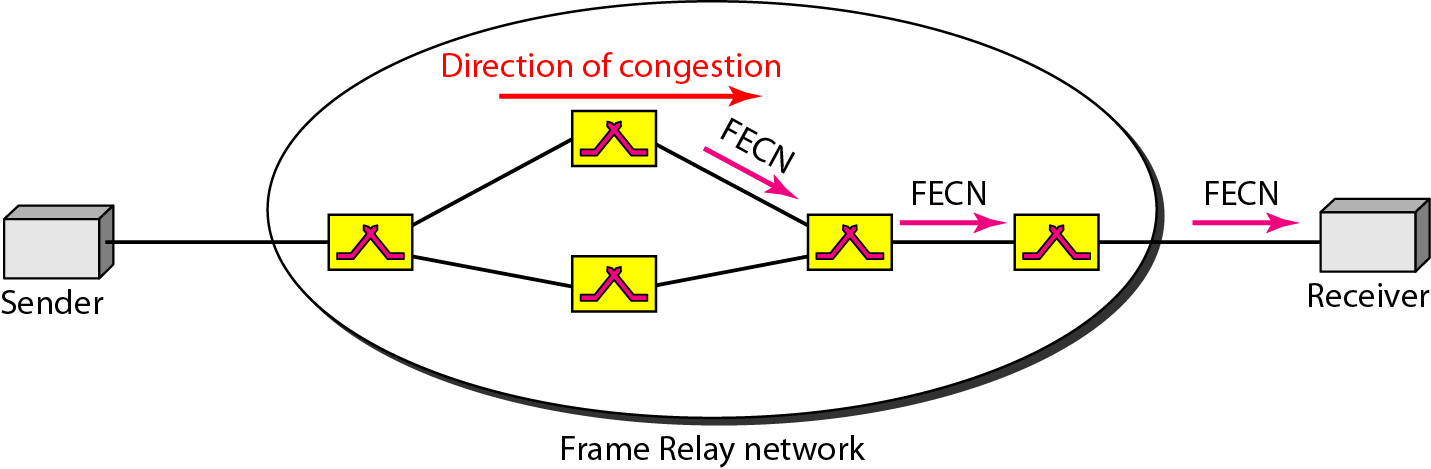 Direction of congestion
FECN
FECN
FECN
Sender
Receiver
Frame Relay network